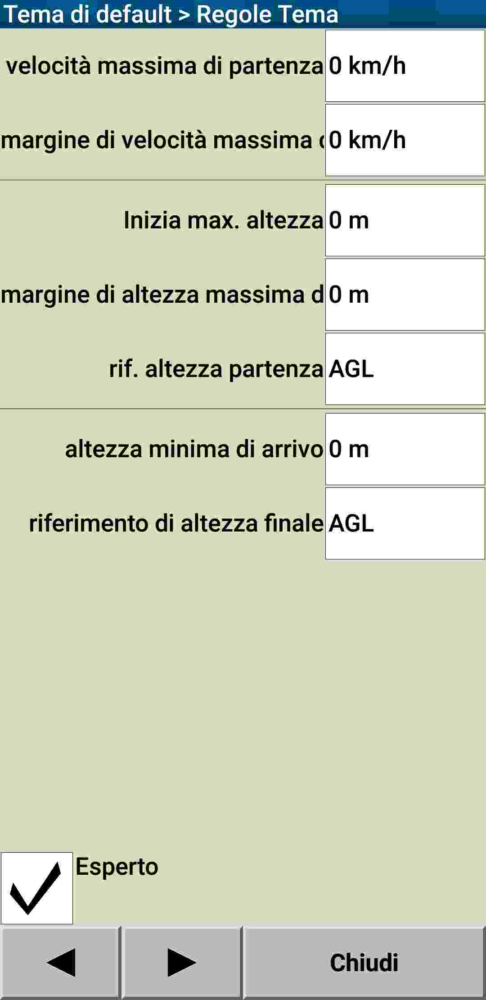 Tema di default > Regole Tema
velocità massima di partenza 0 km/h
margine di velocità massima 0 km/h
Inizia max. altezza 0 m
margine di altezza massima d 0 m
rif. altezza partenza AGL
altezza minima di arrivo 0 m
riferimento di altezza finale AGL
Esperto
Chiudi